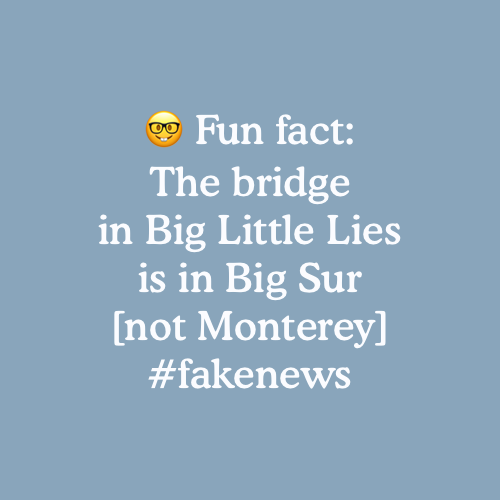 🤓 Fun fact:
The bridge
in Big Little Lies
is in Big Sur
[not Monterey]
#fakenews